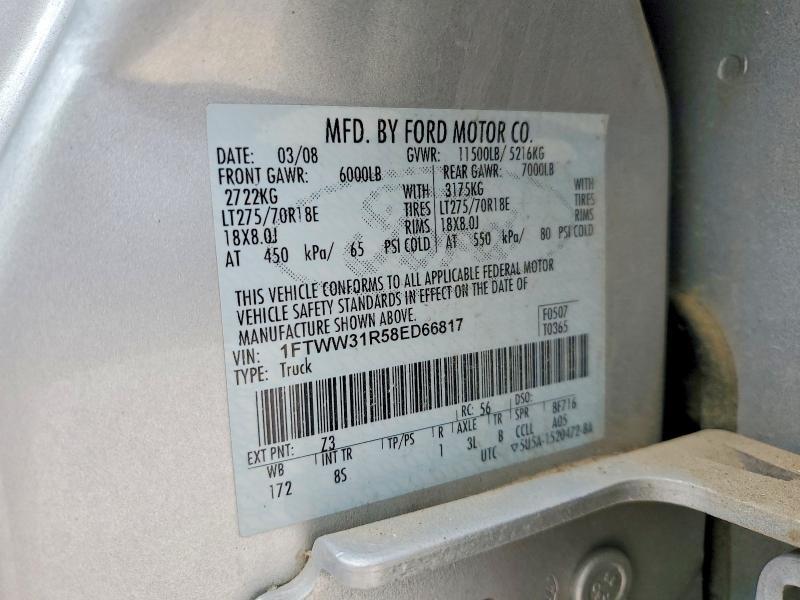 MFD. BY FORD MOTOR CO.
DATE: 03/08 GVWR: 11500LB/ 5216KG
FRONT GAWR: 6000LB REAR GAWR: 7000LB
2722KG WITH 3175KG WITH
LT275/70R18E TIRES LT275/70R18E TIRES
18X8.0J RIMS 18X8.0J RIMS
AT 450 kPa/ 65 PSI COLD AT 550 kPa/ 80 PSI COLD
THIS VEHICLE CONFORMS TO ALL APPLICABLE FEDERAL MOTOR
VEHICLE SAFETY STANDARDS IN EFFECT ON THE DATE OF
MANUFACTURE SHOWN ABOVE.
F0507
T0365
VIN: 1FTWW31R58ED66817
TYPE: Truck
RC: 56 DSO:
EXT PNT: Z3 TP/PS R AXLE TR SPR BF716
WB INT TR 1 3L B CCLL A05
172 8S UTC ▽5U5A-1520472-BA